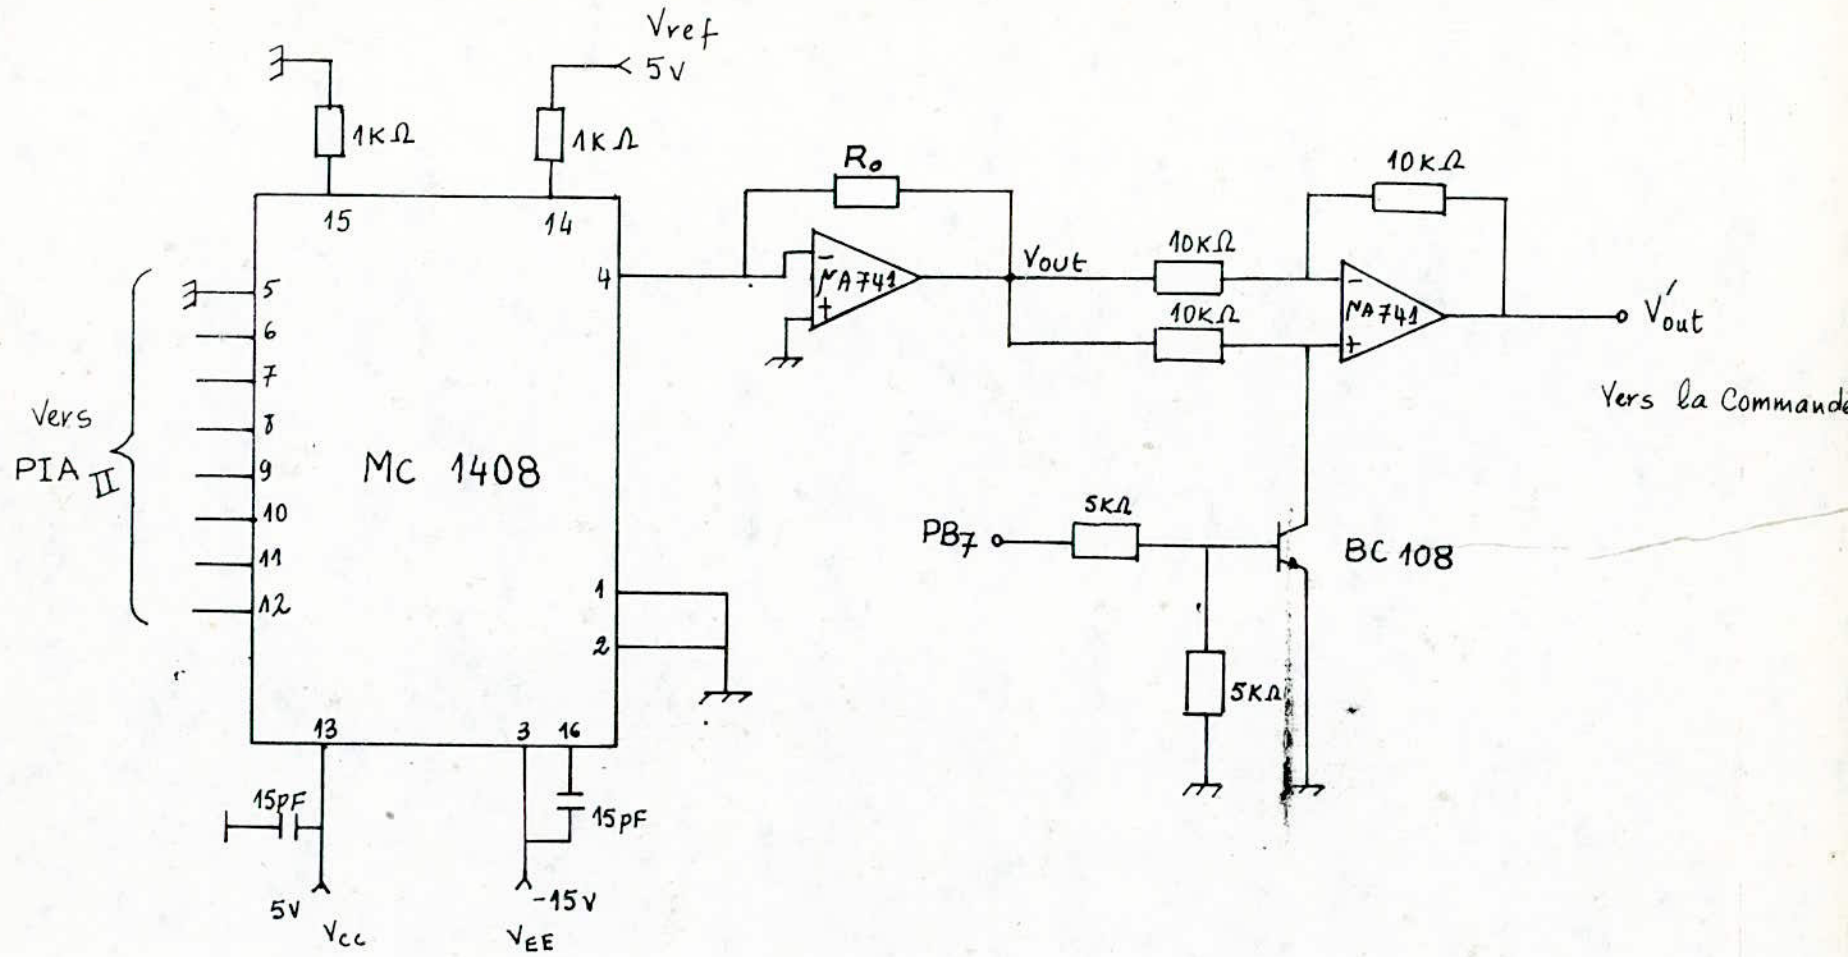 Vref
5V
1KΩ
1KΩ
15
14
R₀
10KΩ
4
-
μA741
+
Vout
10KΩ
10KΩ
-
μA741
+
V'out
Vers la Commande
Vers
PIA II
5
6
7
8
9
10
11
12
MC 1408
1
2
PB7
5KΩ
BC 108
5KΩ
13
3
16
15pF
15pF
5V
Vcc
-15V
VEE